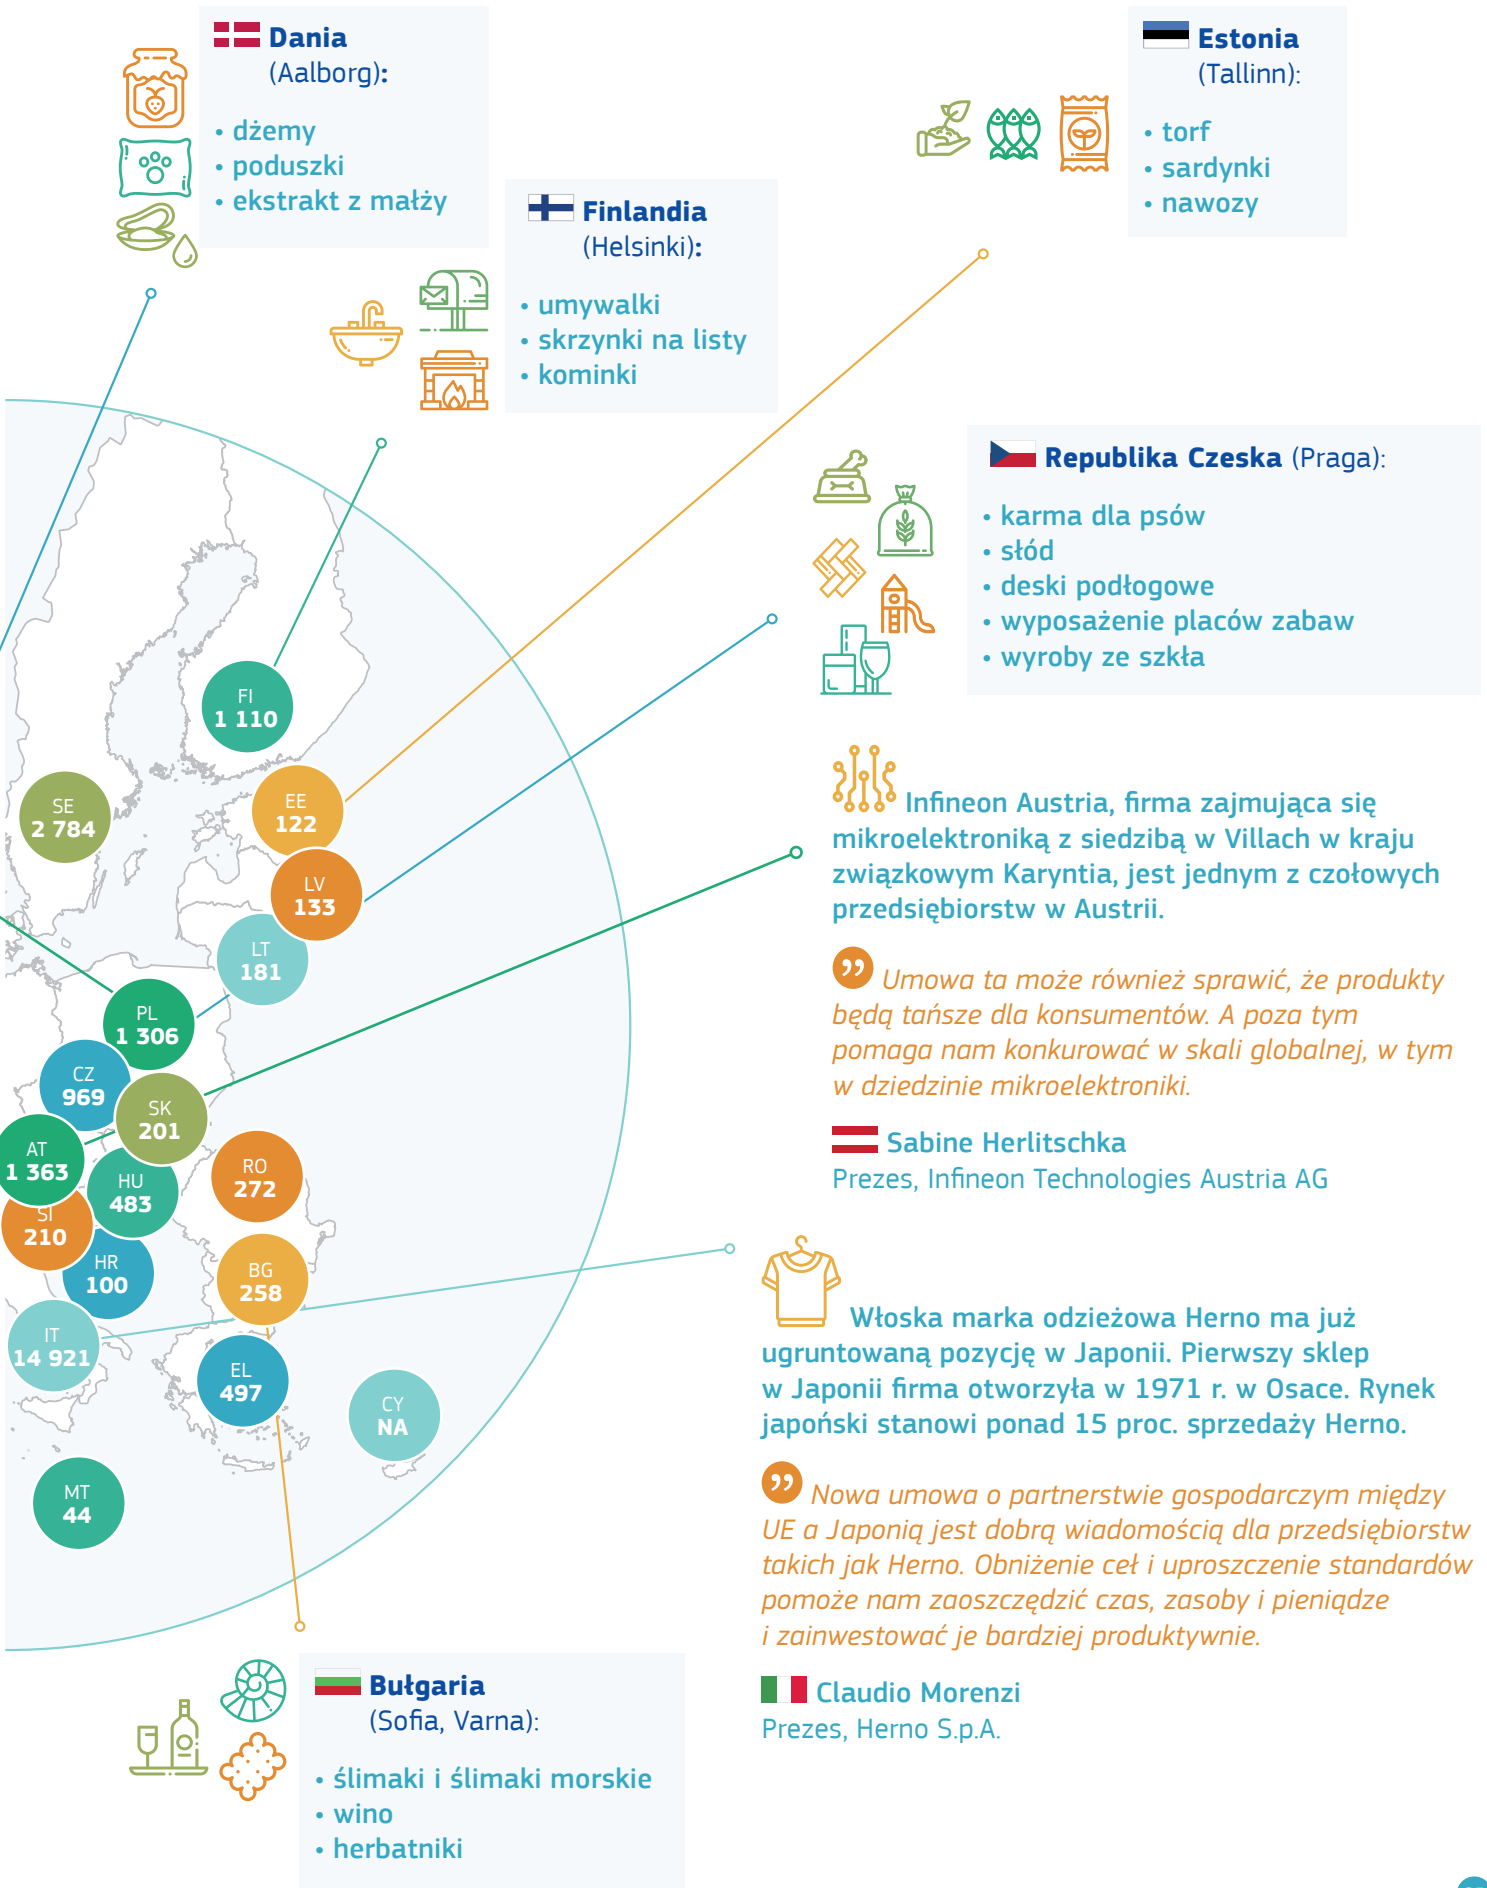 Dania
(Aalborg):
• dżemy
• poduszki
• ekstrakt z małży
Finlandia
(Helsinki):
• umywalki
• skrzynki na listy
• kominki
Estonia
(Tallinn):
• torf
• sardynki
• nawozy
Republika Czeska (Praga):
• karma dla psów
• słód
• deski podłogowe
• wyposażenie placów zabaw
• wyroby ze szkła
FI
1 110
SE
2 784
EE
122
LV
133
LT
181
PL
1 306
CZ
969
SK
201
AT
1 363
HU
483
RO
272
SI
210
HR
100
BG
258
IT
14 921
EL
497
CY
NA
MT
44
Infineon Austria, firma zajmująca się
mikroelektroniką z siedzibą w Villach w kraju
związkowym Karyntia, jest jednym z czołowych
przedsiębiorstw w Austrii.
Umowa ta może również sprawić, że produkty
będą tańsze dla konsumentów. A poza tym
pomaga nam konkurować w skali globalnej, w tym
w dziedzinie mikroelektroniki.
Sabine Herlitschka
Prezes, Infineon Technologies Austria AG
Włoska marka odzieżowa Herno ma już
ugruntowaną pozycję w Japonii. Pierwszy sklep
w Japonii firma otworzyła w 1971 r. w Osace. Rynek
japoński stanowi ponad 15 proc. sprzedaży Herno.
Nowa umowa o partnerstwie gospodarczym między
UE a Japonią jest dobrą wiadomością dla przedsiębiorstw
takich jak Herno. Obniżenie ceł i uproszczenie standardów
pomoże nam zaoszczędzić czas, zasoby i pieniądze
i zainwestować je bardziej produktywnie.
Claudio Morenzi
Prezes, Herno S.p.A.
Bułgaria
(Sofia, Varna):
• ślimaki i ślimaki morskie
• wino
• herbatniki